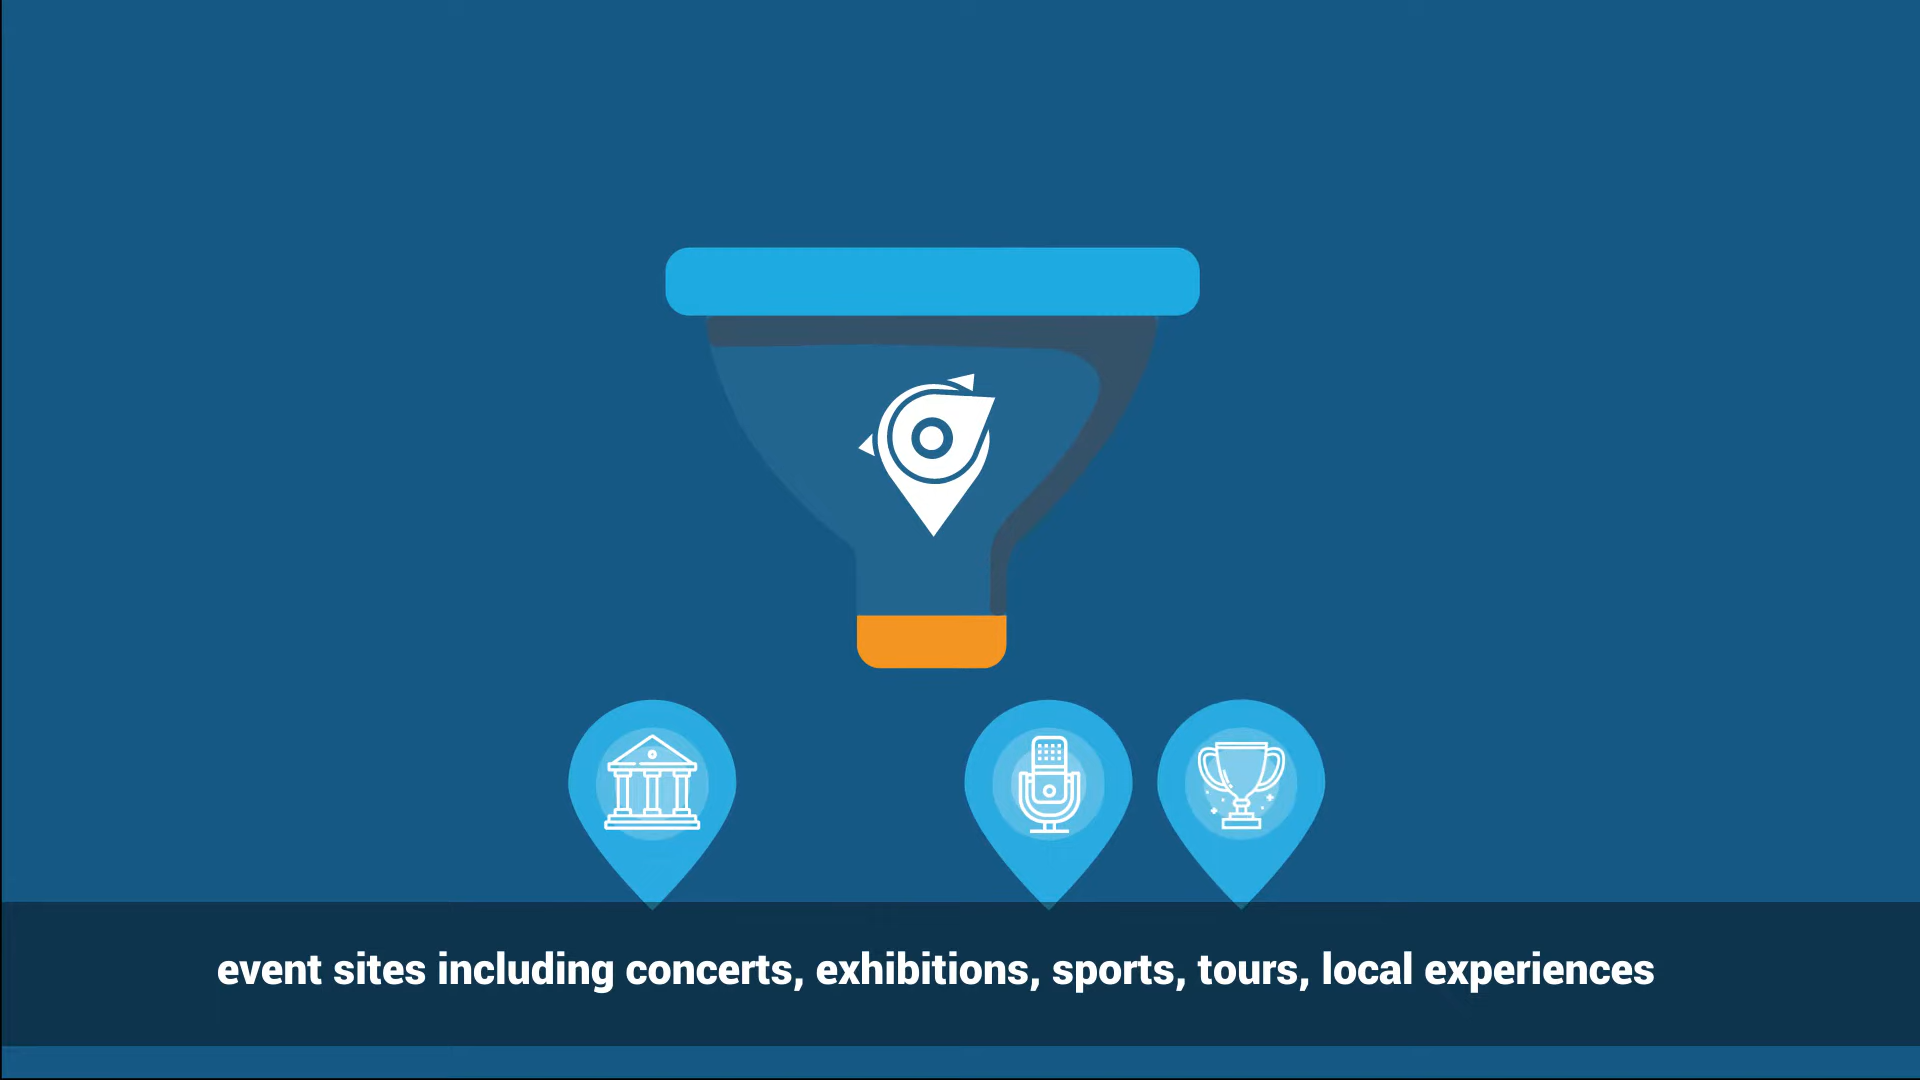 event sites including concerts, exhibitions, sports, tours, local experiences